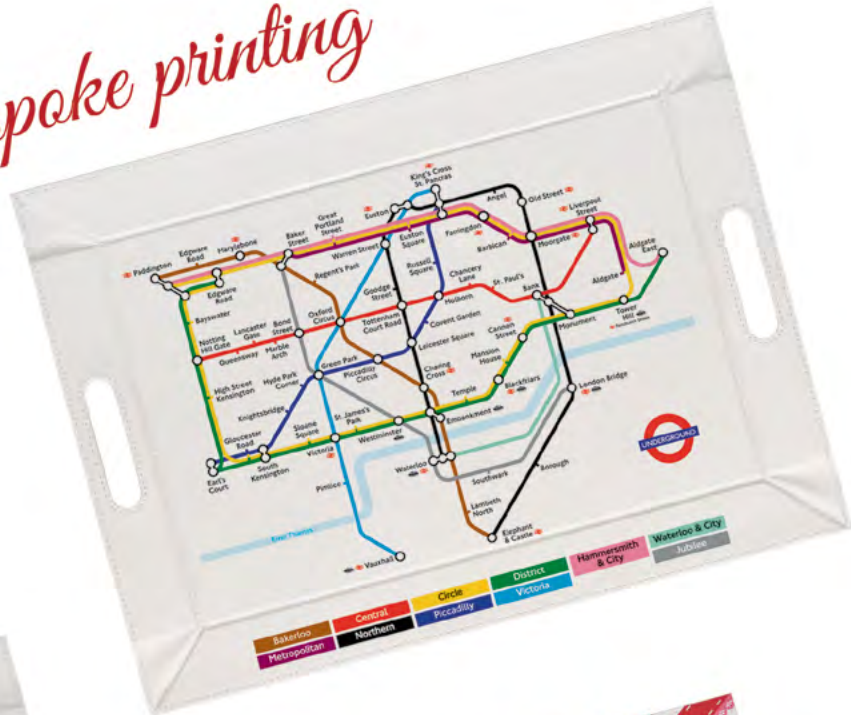 poke printing
King's Cross
St. Pancras
Euston
Angel
Old Street
Great
Portland
Street
Baker
Street
Warren Street
Euston
Square
Farringdon
Barbican
Moorgate
Liverpool
Street
Aldgate
East
Edgware
Road
Marylebone
Paddington
Edgware
Road
Regent's Park
Russell
Square
Goodge
Street
Chancery
Lane
St. Paul's
Bank
Aldgate
Bayswater
Notting
Hill Gate
Lancaster
Gate
Bond
Street
Oxford
Circus
Tottenham
Court Road
Holborn
Covent Garden
Cannon
Street
Monument
Tower
Hill
Fenchurch Street
Queensway
Marble
Arch
Leicester Square
Mansion
House
Green Park
Piccadilly
Circus
Charing
Cross
High Street
Kensington
Hyde Park
Corner
Knightsbridge
Temple
Blackfriars
London Bridge
Gloucester
Road
Sloane
Square
St. James's
Park
Embankment
Victoria
Westminster
Earl's
Court
South
Kensington
Waterloo
Southwark
Borough
Pimlico
Lambeth
North
River Thames
Vauxhall
Elephant
& Castle
UNDERGROUND
Bakerloo
Central
Circle
District
Hammersmith
& City
Waterloo & City
Metropolitan
Northern
Piccadilly
Victoria
Jubilee